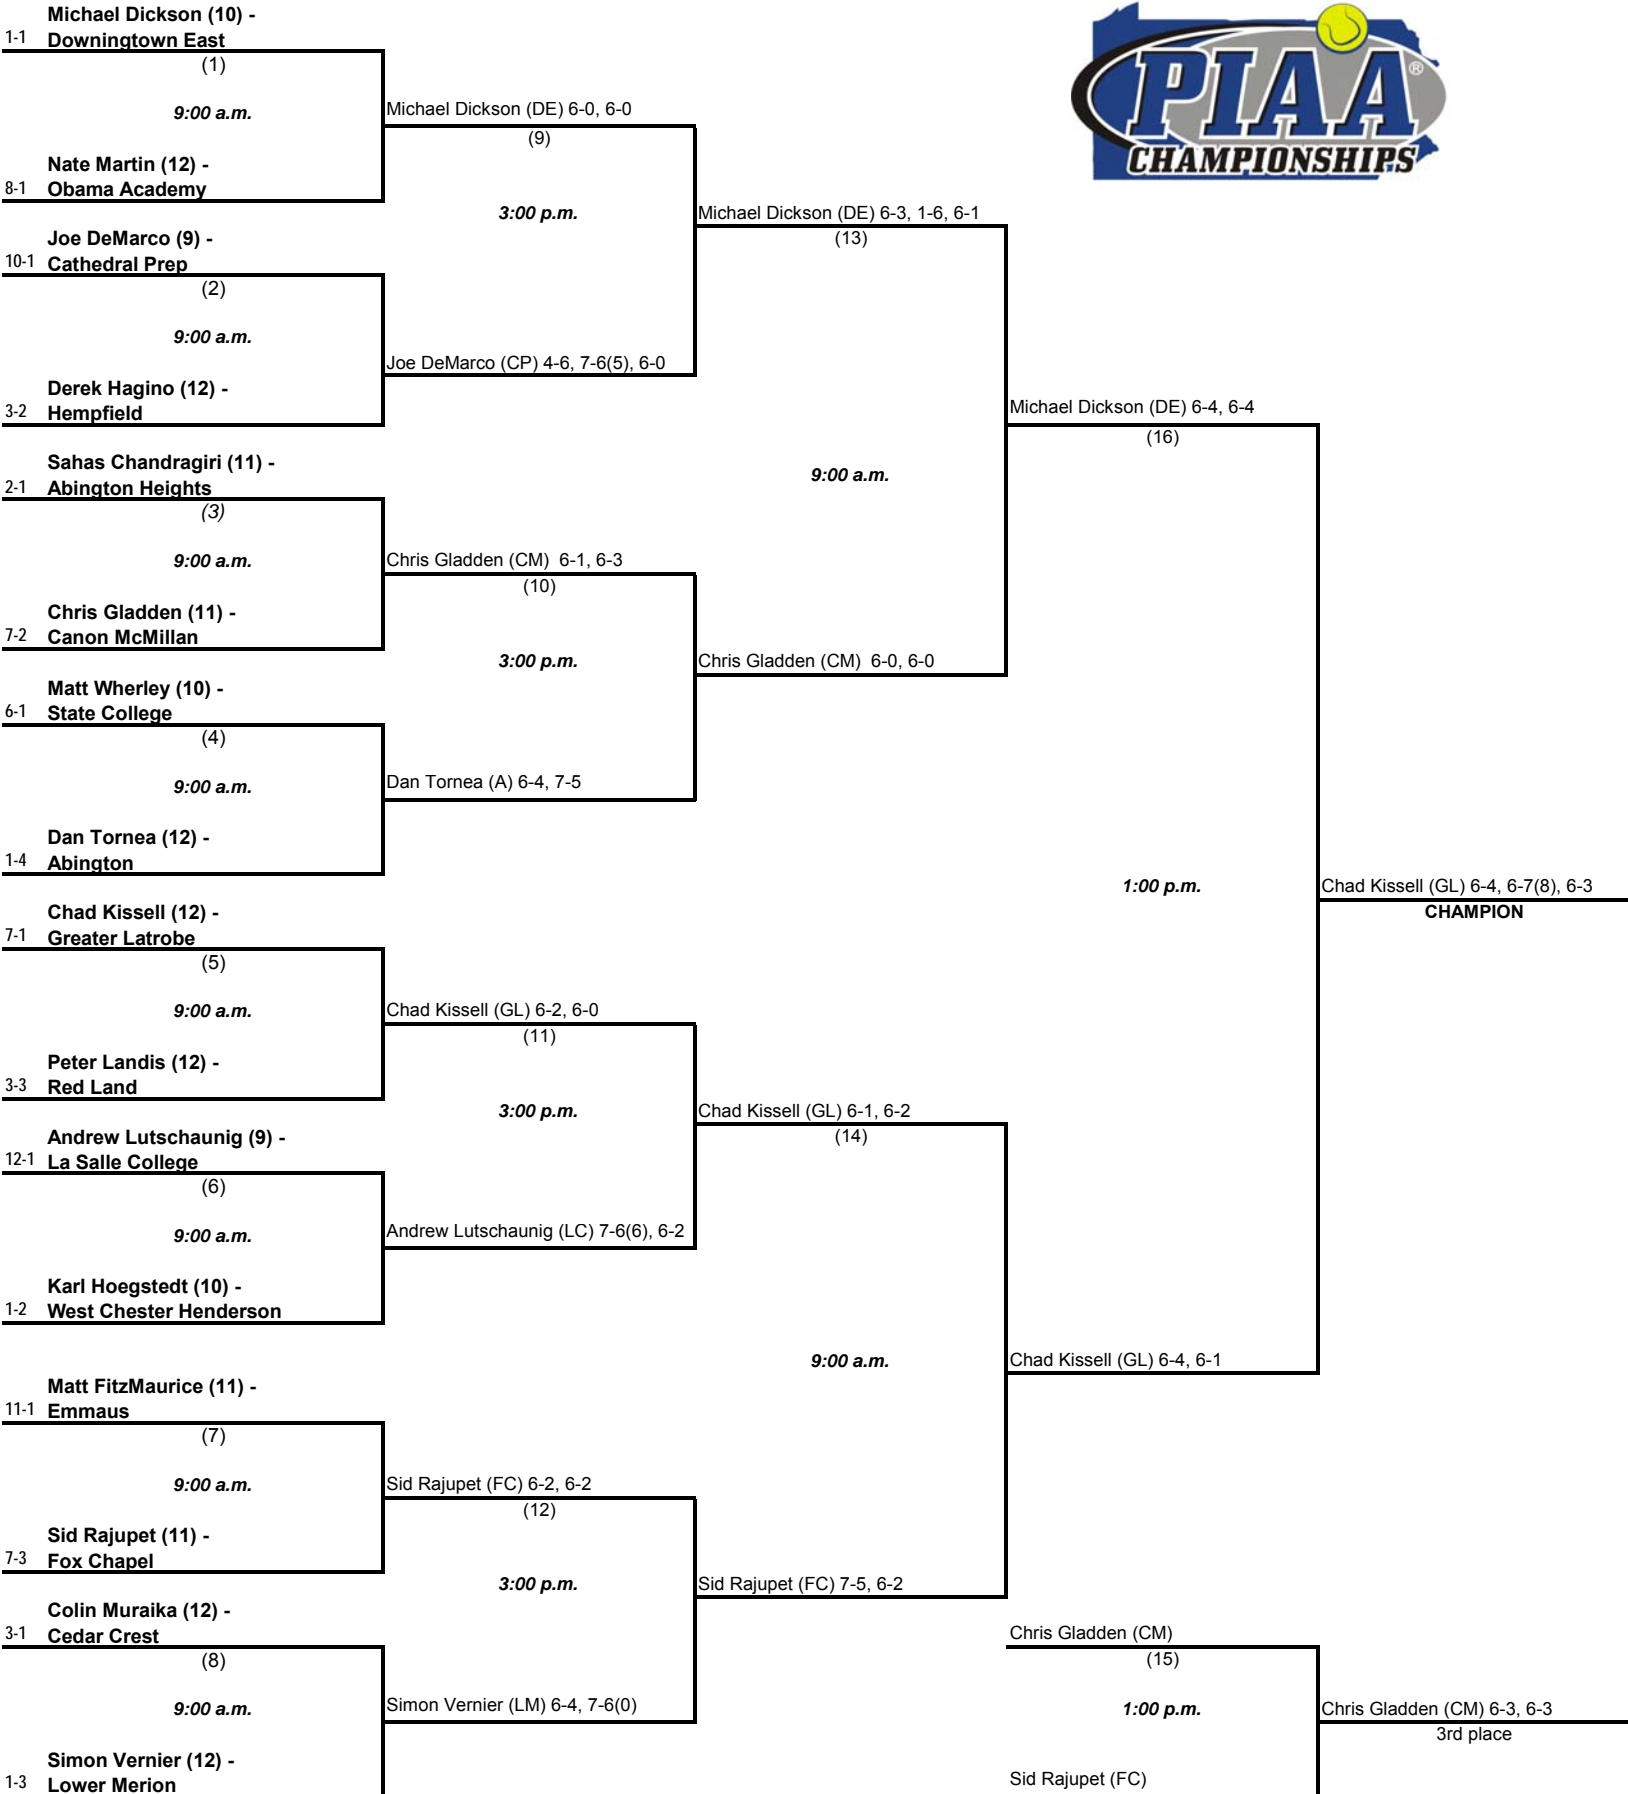 Michael Dickson (10) -
1-1 Downingtown East
(1)
9:00 a.m.
Nate Martin (12) -
8-1 Obama Academy
Joe DeMarco (9) -
10-1 Cathedral Prep
(2)
9:00 a.m.
Derek Hagino (12) -
3-2 Hempfield
Sahas Chandragiri (11) -
2-1 Abington Heights
(3)
9:00 a.m.
Chris Gladden (11) -
7-2 Canon McMillan
Matt Wherley (10) -
6-1 State College
(4)
9:00 a.m.
Dan Tornea (12) -
1-4 Abington
Chad Kissell (12) -
7-1 Greater Latrobe
(5)
9:00 a.m.
Peter Landis (12) -
3-3 Red Land
Andrew Lutschaunig (9) -
12-1 La Salle College
(6)
9:00 a.m.
Karl Hoegstedt (10) -
1-2 West Chester Henderson
Matt FitzMaurice (11) -
11-1 Emmaus
(7)
9:00 a.m.
Sid Rajupet (11) -
7-3 Fox Chapel
Colin Muraika (12) -
3-1 Cedar Crest
(8)
9:00 a.m.
Simon Vernier (12) -
1-3 Lower Merion
Michael Dickson (DE) 6-0, 6-0
(9)
3:00 p.m.
Joe DeMarco (CP) 4-6, 7-6(5), 6-0
Chris Gladden (CM) 6-1, 6-3
(10)
3:00 p.m.
Dan Tornea (A) 6-4, 7-5
Chad Kissell (GL) 6-2, 6-0
(11)
3:00 p.m.
Andrew Lutschaunig (LC) 7-6(6), 6-2
Sid Rajupet (FC) 6-2, 6-2
(12)
3:00 p.m.
Simon Vernier (LM) 6-4, 7-6(0)
Michael Dickson (DE) 6-3, 1-6, 6-1
(13)
9:00 a.m.
Chris Gladden (CM) 6-0, 6-0
Chad Kissell (GL) 6-1, 6-2
(14)
9:00 a.m.
Sid Rajupet (FC) 7-5, 6-2
PIAA®
CHAMPIONSHIPS
Michael Dickson (DE) 6-4, 6-4
(16)
1:00 p.m.
Chad Kissell (GL) 6-4, 6-1
Chad Kissell (GL) 6-4, 6-7(8), 6-3
CHAMPION
Chris Gladden (CM)
(15)
1:00 p.m.
Sid Rajupet (FC)
Chris Gladden (CM) 6-3, 6-3
3rd place